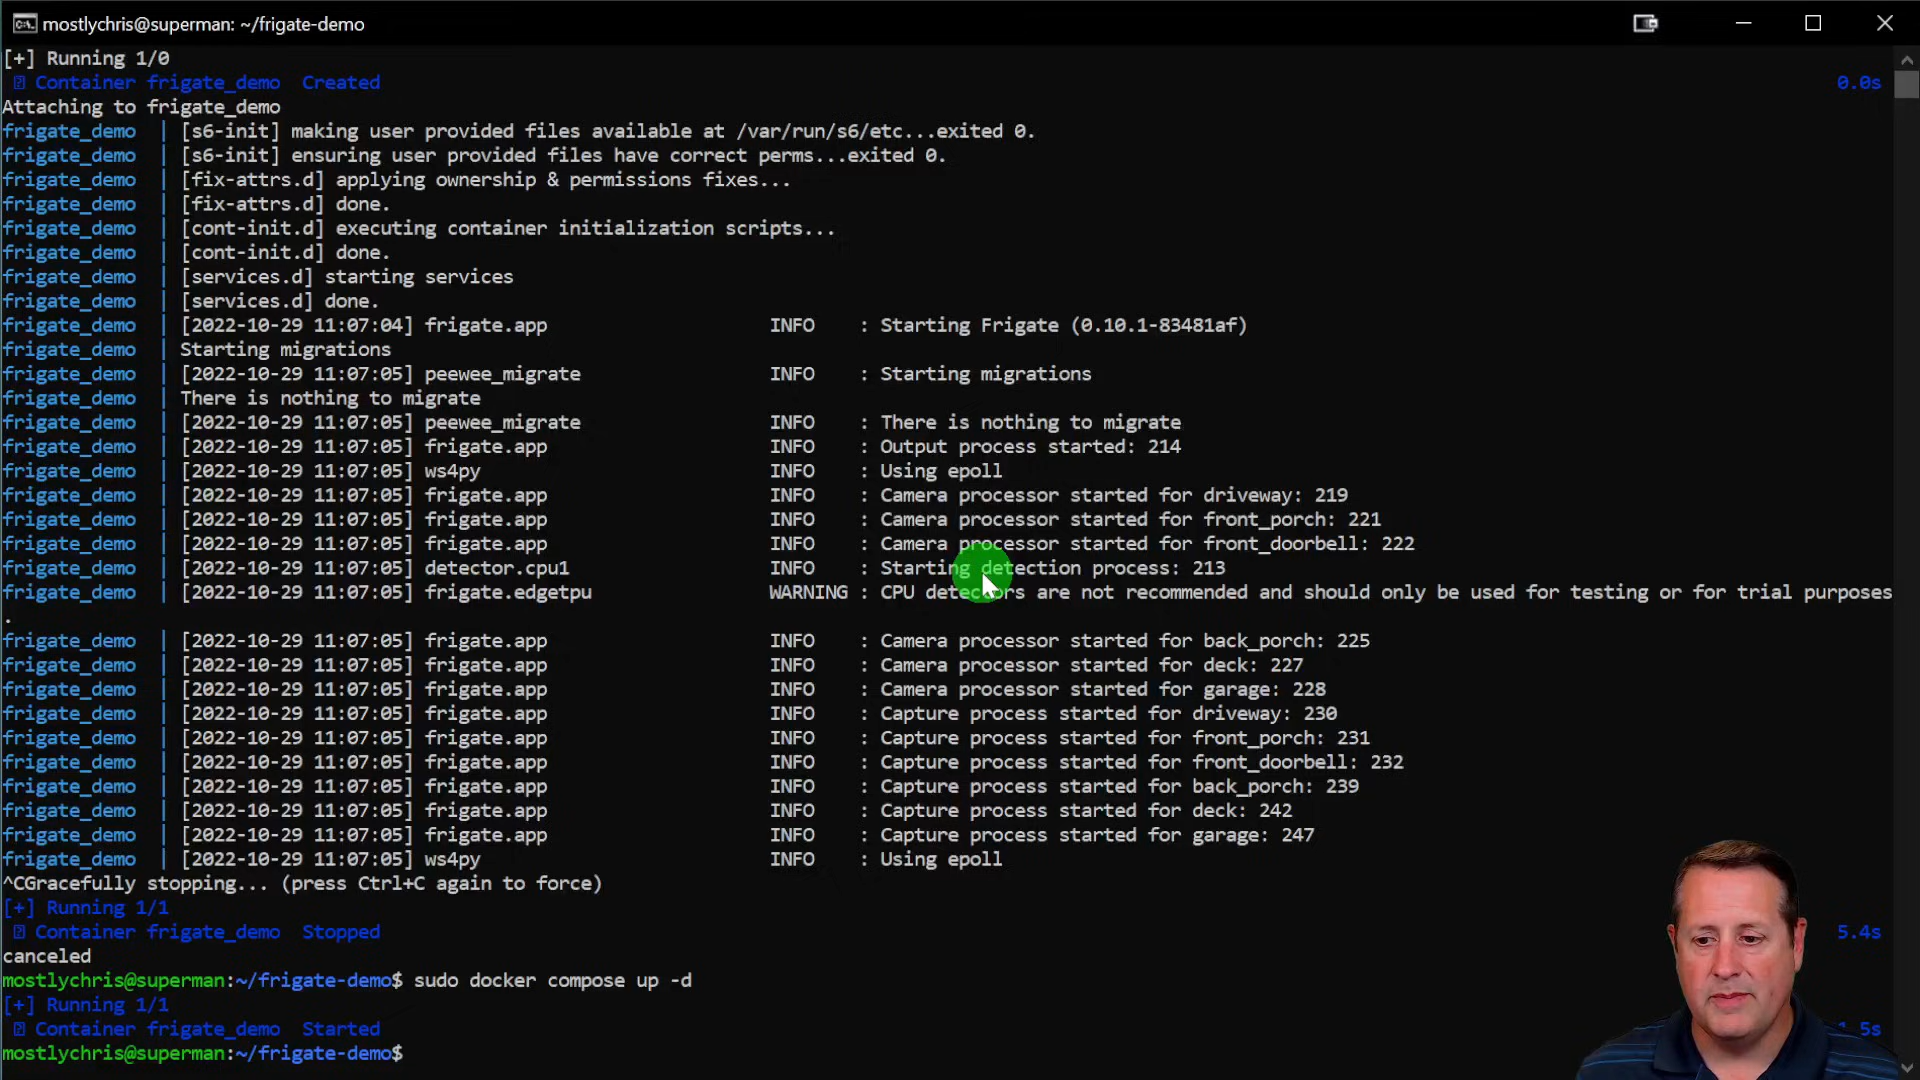 mostlychris@superman: ~/frigate-demo
[+] Running 1/0
Container frigate_demo  Created 0.0s
Attaching to frigate_demo
frigate_demo  | [s6-init] making user provided files available at /var/run/s6/etc...exited 0.
frigate_demo  | [s6-init] ensuring user provided files have correct perms...exited 0.
frigate_demo  | [fix-attrs.d] applying ownership & permissions fixes...
frigate_demo  | [fix-attrs.d] done.
frigate_demo  | [cont-init.d] executing container initialization scripts...
frigate_demo  | [cont-init.d] done.
frigate_demo  | [services.d] starting services
frigate_demo  | [services.d] done.
frigate_demo  | [2022-10-29 11:07:04] frigate.app                    INFO    : Starting Frigate (0.10.1-83481af)
frigate_demo  | Starting migrations
frigate_demo  | [2022-10-29 11:07:05] peewee_migrate                 INFO    : Starting migrations
frigate_demo  | There is nothing to migrate
frigate_demo  | [2022-10-29 11:07:05] peewee_migrate                 INFO    : There is nothing to migrate
frigate_demo  | [2022-10-29 11:07:05] frigate.app                    INFO    : Output process started: 214
frigate_demo  | [2022-10-29 11:07:05] ws4py                          INFO    : Using epoll
frigate_demo  | [2022-10-29 11:07:05] frigate.app                    INFO    : Camera processor started for driveway: 219
frigate_demo  | [2022-10-29 11:07:05] frigate.app                    INFO    : Camera processor started for front_porch: 221
frigate_demo  | [2022-10-29 11:07:05] frigate.app                    INFO    : Camera processor started for front_doorbell: 222
frigate_demo  | [2022-10-29 11:07:05] detector.cpu1                  INFO    : Starting detection process: 213
frigate_demo  | [2022-10-29 11:07:05] frigate.edgetpu                WARNING : CPU detectors are not recommended and should only be used for testing or for trial purposes
.
frigate_demo  | [2022-10-29 11:07:05] frigate.app                    INFO    : Camera processor started for back_porch: 225
frigate_demo  | [2022-10-29 11:07:05] frigate.app                    INFO    : Camera processor started for deck: 227
frigate_demo  | [2022-10-29 11:07:05] frigate.app                    INFO    : Camera processor started for garage: 228
frigate_demo  | [2022-10-29 11:07:05] frigate.app                    INFO    : Capture process started for driveway: 230
frigate_demo  | [2022-10-29 11:07:05] frigate.app                    INFO    : Capture process started for front_porch: 231
frigate_demo  | [2022-10-29 11:07:05] frigate.app                    INFO    : Capture process started for front_doorbell: 232
frigate_demo  | [2022-10-29 11:07:05] frigate.app                    INFO    : Capture process started for back_porch: 239
frigate_demo  | [2022-10-29 11:07:05] frigate.app                    INFO    : Capture process started for deck: 242
frigate_demo  | [2022-10-29 11:07:05] frigate.app                    INFO    : Capture process started for garage: 247
frigate_demo  | [2022-10-29 11:07:05] ws4py                          INFO    : Using epoll
^CGracefully stopping... (press Ctrl+C again to force)
[+] Running 1/1
Container frigate_demo  Stopped 5.4s
canceled
mostlychris@superman:~/frigate-demo$ sudo docker compose up -d
[+] Running 1/1
Container frigate_demo  Started
mostlychris@superman:~/frigate-demo$